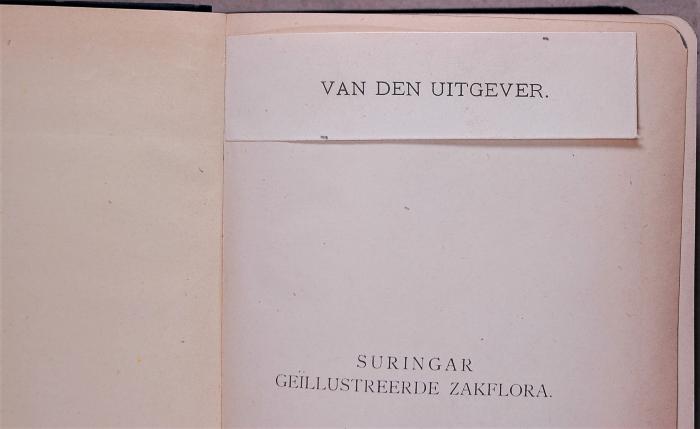 VAN DEN UITGEVER.
SURINGAR
GEÏLLUSTREERDE ZAKFLORA.